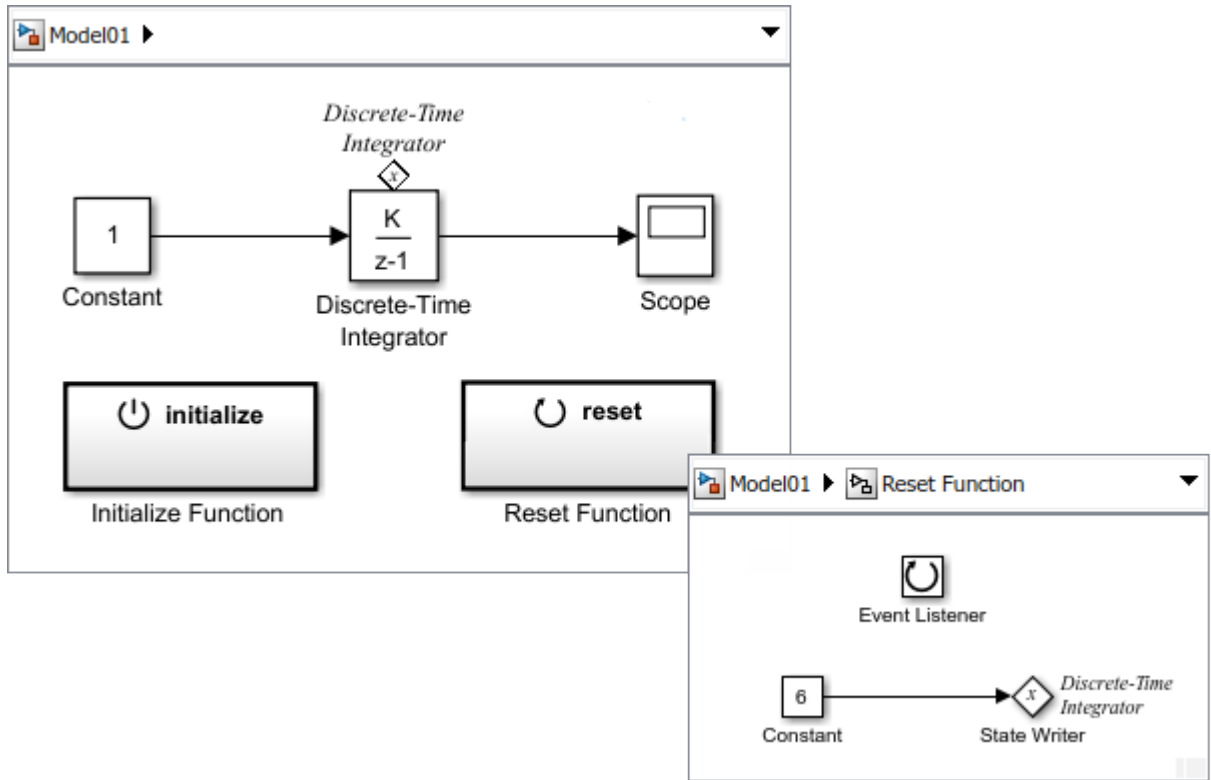 Model01
Discrete-Time
Integrator
x
1
K
z-1
Constant
Discrete-Time
Integrator
Scope
initialize
reset
Initialize Function
Reset Function
Model01 Reset Function
Event Listener
6
x
Discrete-Time
Integrator
Constant
State Writer